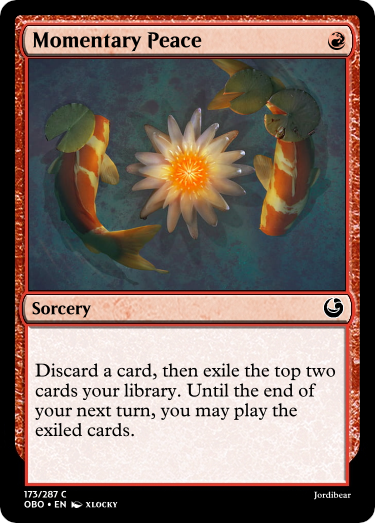 Momentary Peace
Sorcery
Discard a card, then exile the top two
cards your library. Until the end of
your next turn, you may play the
exiled cards.
173/287 C
OBO • EN XLOCKY
Jordibear